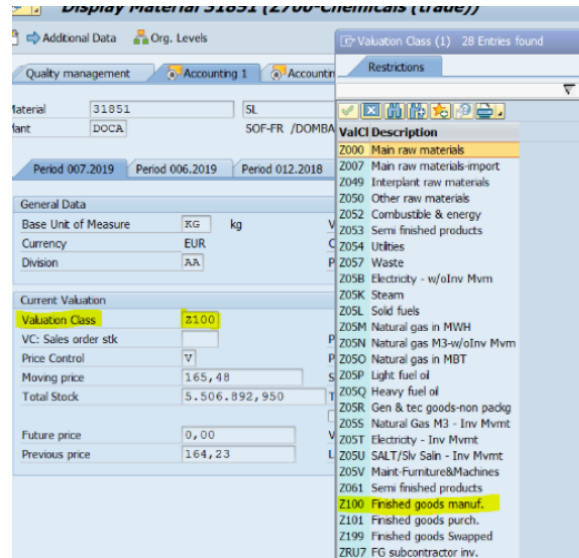 Display Material 31851 (Z700-Chemicals (trade))
Additional Data Org. Levels
Quality management Accounting 1
Material 31851 SL
Plant DOCA SOF-FR /DOMBA
Period 007.2019 Period 006.2019 Period 012.2018
General Data
Base Unit of Measure KG kg
Currency EUR
Division AA
Current Valuation
Valuation Class Z100
VC: Sales order stk
Price Control V
Moving price 165,48
Total Stock 5.506.892,950
Future price 0,00
Previous price 164,23
Valuation Class (1) 28 Entries found
Restrictions
ValCl Description
Z000 Main raw materials
Z007 Main raw materials-import
Z049 Interplant raw materials
Z050 Other raw materials
Z052 Combustible & energy
Z053 Semi finished products
Z054 Utilties
Z057 Waste
Z05B Electricity - w/oInv Mvm
Z05K Steam
Z05L Solid fuels
Z05M Natural gas in MWH
Z05N Natural gas M3-w/oInv Mvm
Z05O Natural gas in MBT
Z05P Light fuel oil
Z05Q Heavy fuel oil
Z05R Gen & tec goods-non packg
Z05S Natural Gas M3 - Inv Mvmt
Z05T Electricity - Inv Mvmt
Z05U SALT/Slv Saln - Inv Mvmt
Z05V Maint-Furniture&Machines
Z061 Semi finished products
Z100 Finished goods manuf.
Z101 Finished goods purch.
Z199 Finished goods Swapped
ZRU7 FG subcontractor inv.